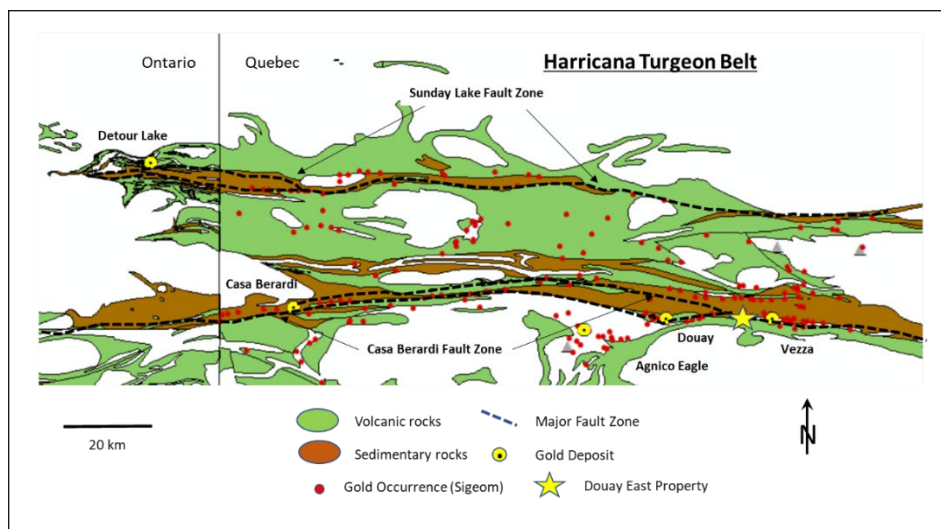 Ontario
Quebec
Harricana Turgeon Belt
Sunday Lake Fault Zone
Detour Lake
Casa Berardi
Casa Berardi Fault Zone
Douay
Vezza
Agnico Eagle
20 km
Volcanic rocks
Major Fault Zone
Sedimentary rocks
Gold Deposit
Gold Occurrence (Sigeom)
Douay East Property
N